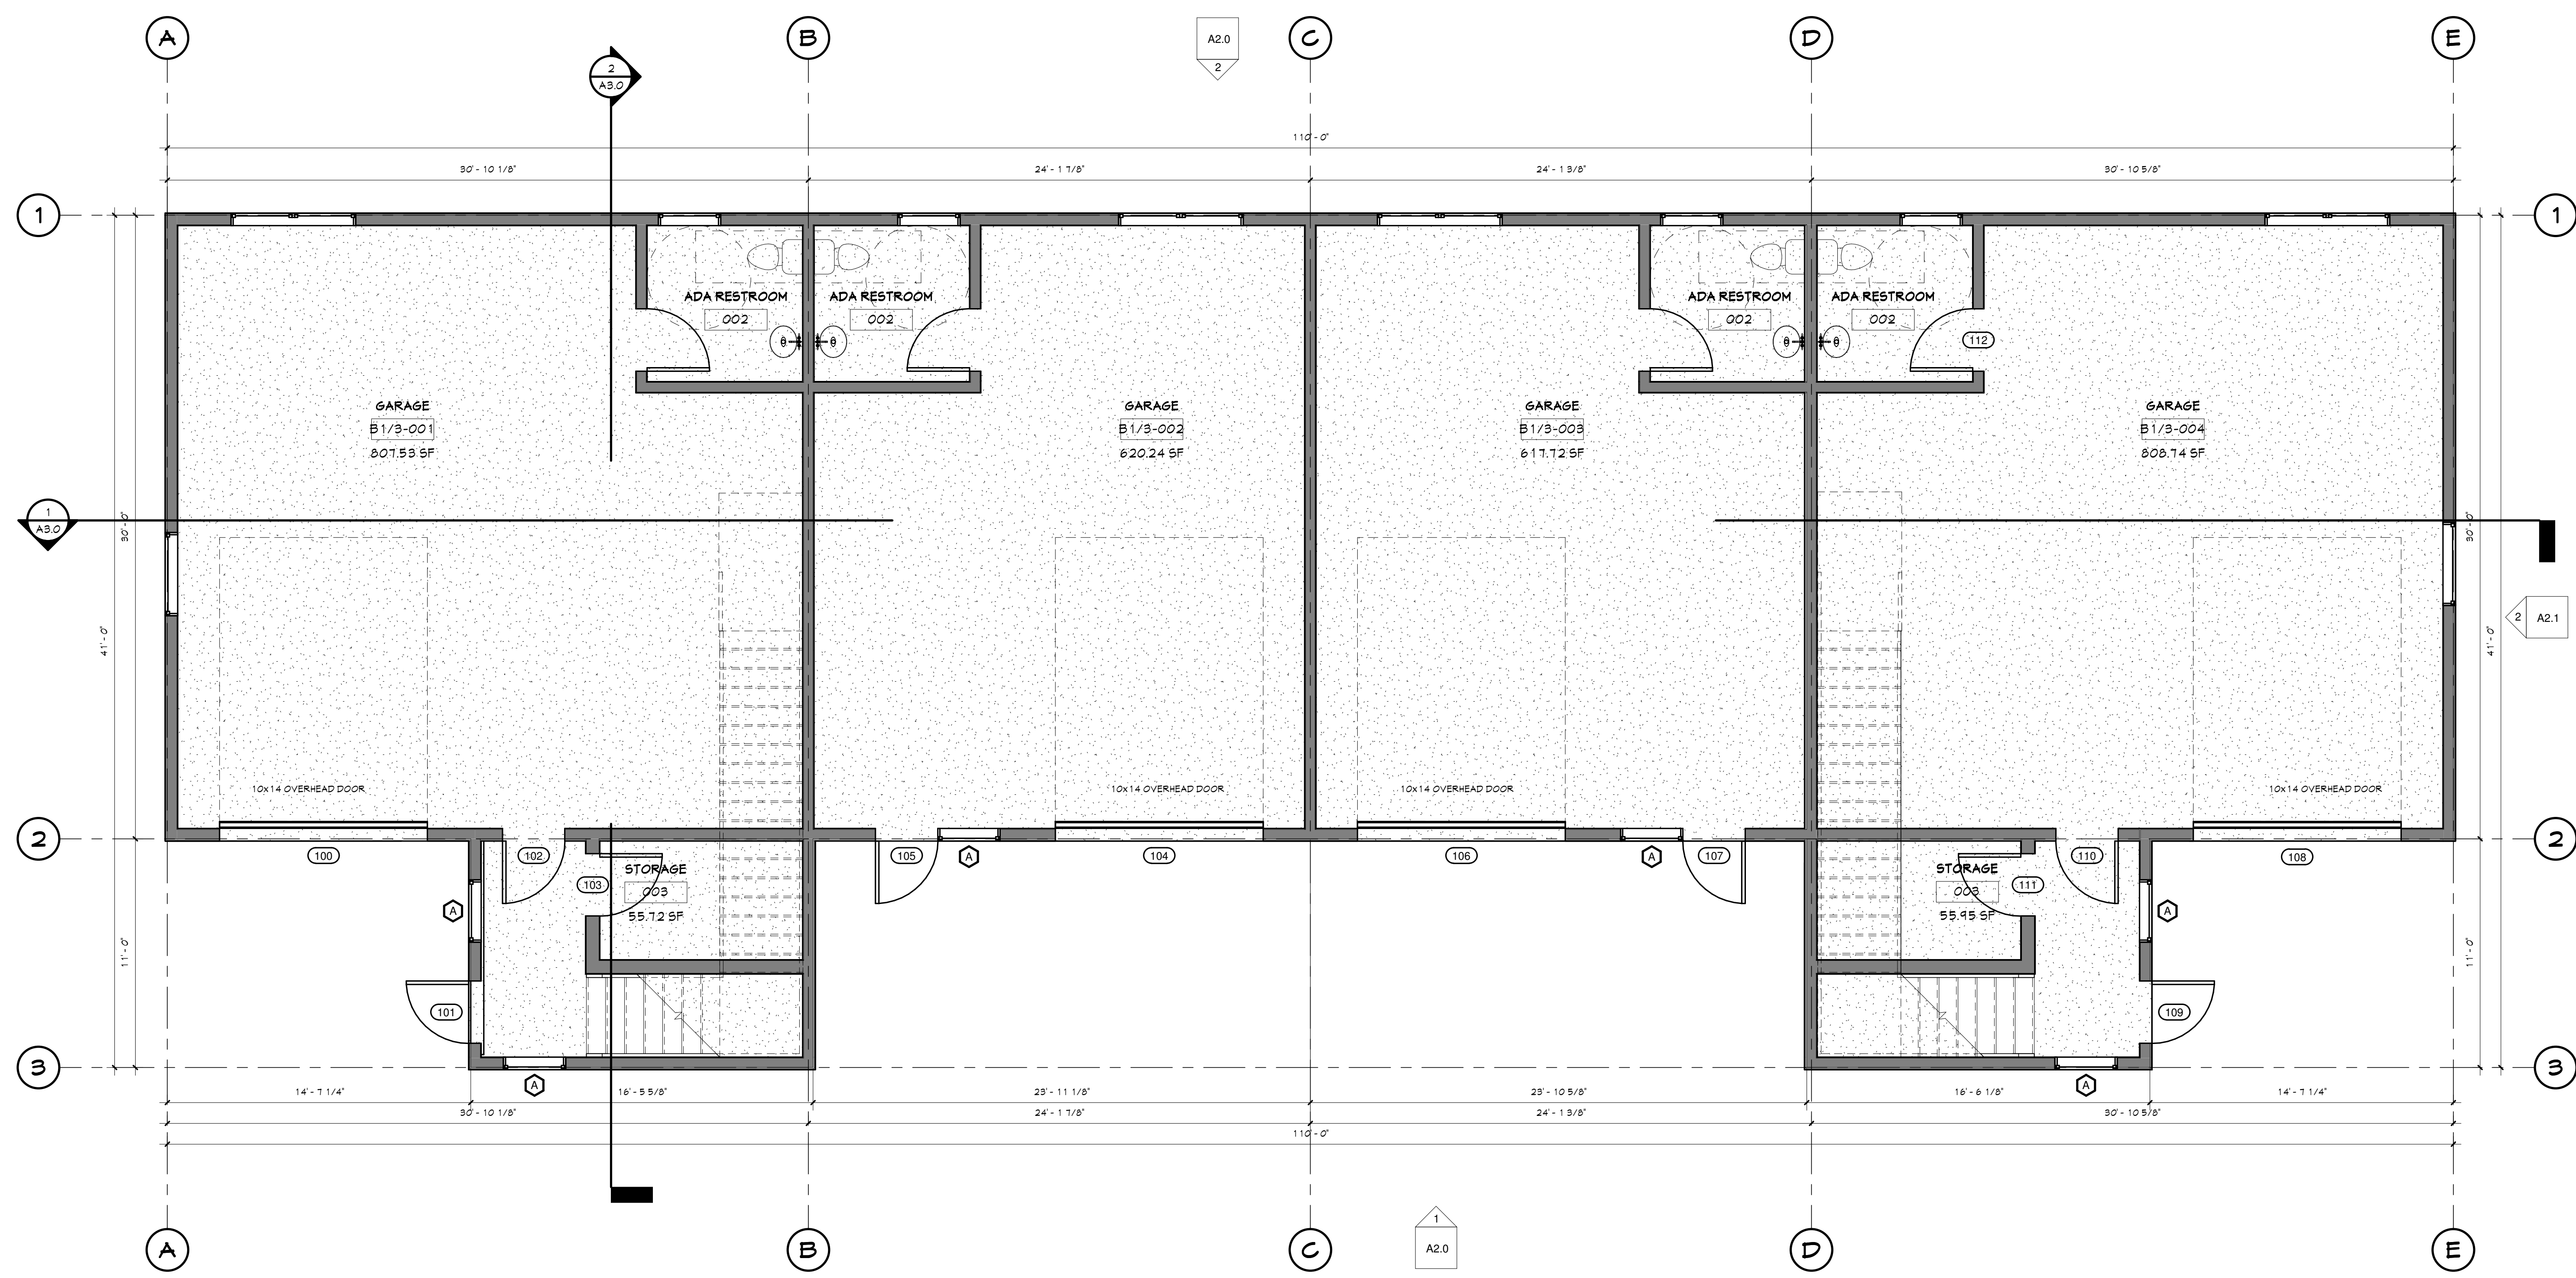 A B C D E
A2.0
2
2
A3.0
110' - 0"
30' - 10 1/8" 24' - 1 7/8" 24' - 1 3/8" 30' - 10 5/8"
1 1
ADA RESTROOM ADA RESTROOM ADA RESTROOM ADA RESTROOM
002 002 002 002
112
GARAGE GARAGE GARAGE GARAGE
B1/3-001 B1/3-002 B1/3-003 B1/3-004
807.53 SF 620.24 SF 617.72 SF 808.74 SF
1
A3.0
30' - 0" 30' - 0"
2 A2.1
41' - 0" 41' - 0"
10x14 OVERHEAD DOOR 10x14 OVERHEAD DOOR 10x14 OVERHEAD DOOR 10x14 OVERHEAD DOOR
2 2
100 102 105 A 104 106 A 107 110 108
STORAGE STORAGE
103 111
003 003
A A
55.72 SF 55.95 SF
11' - 0" 11' - 0"
101 109
3 3
A A
14' - 7 1/4" 16' - 5 5/8" 23' - 11 1/8" 23' - 10 5/8" 16' - 6 1/8" 14' - 7 1/4"
30' - 10 1/8" 24' - 1 7/8" 24' - 1 3/8" 30' - 10 5/8"
110' - 0"
1
A2.0
A B C D E